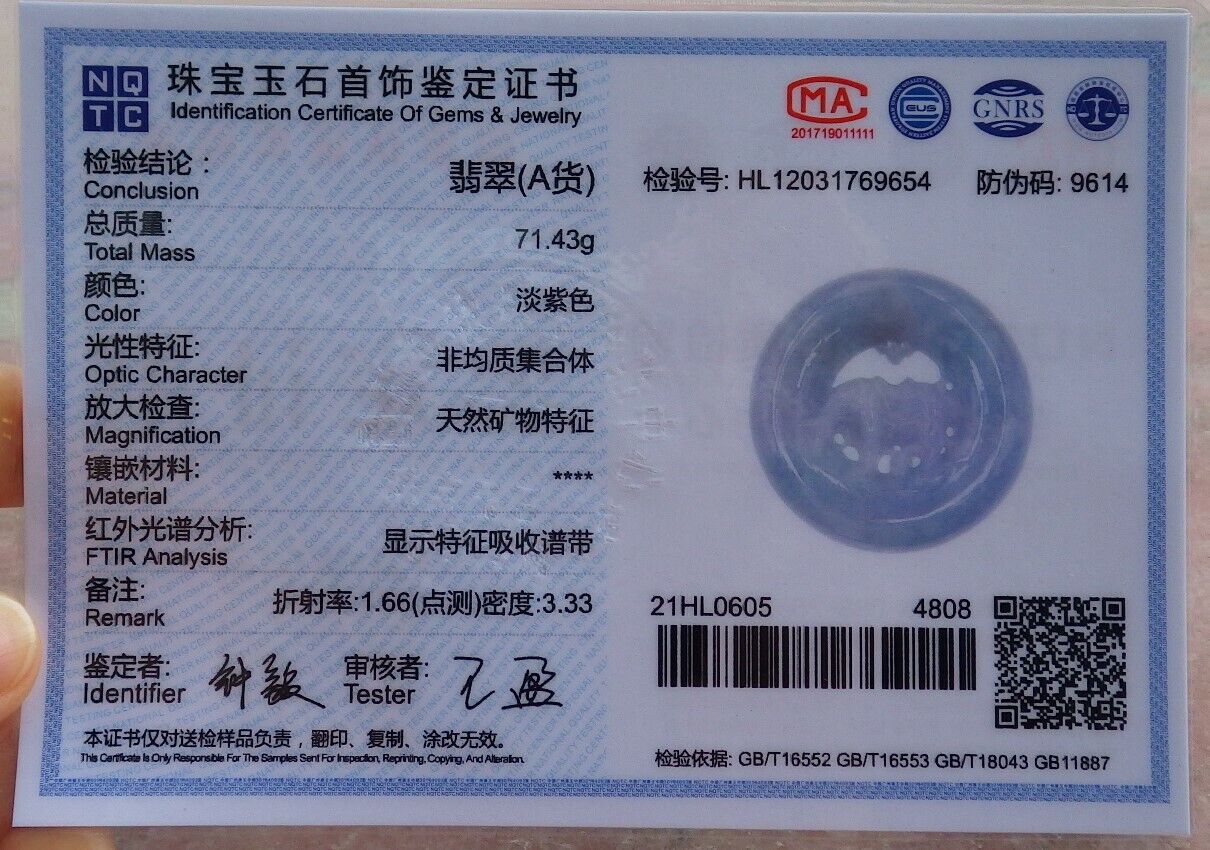 NQTC
珠宝玉石首饰鉴定证书
Identification Certificate Of Gems & Jewelry
CMA
201719011111
GNRS
检验结论：
Conclusion
翡翠(A货)
检验号: HL12031769654
防伪码: 9614
总质量:
Total Mass
71.43g
颜色:
Color
淡紫色
光性特征:
Optic Character
非均质集合体
放大检查:
Magnification
天然矿物特征
镶嵌材料:
Material
****
红外光谱分析:
FTIR Analysis
显示特征吸收谱带
备注:
Remark
折射率:1.66(点测)密度:3.33
鉴定者:
Identifier
审核者:
Tester
本证书仅对送检样品负责，翻印、复制、涂改无效。
This Certificate Is Only Responsible For The Samples Sent For Inspection, Reprinting, Copying, And Alteration.
21HL0605
4808
检验依据: GB/T16552 GB/T16553 GB/T18043 GB11887